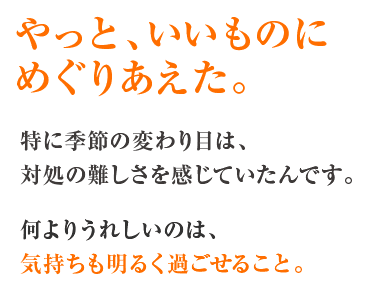 やっと、いいものに
めぐりあえた。
特に季節の変わり目は、
対処の難しさを感じていたんです。
何よりうれしいのは、
気持ちも明るく過ごせること。